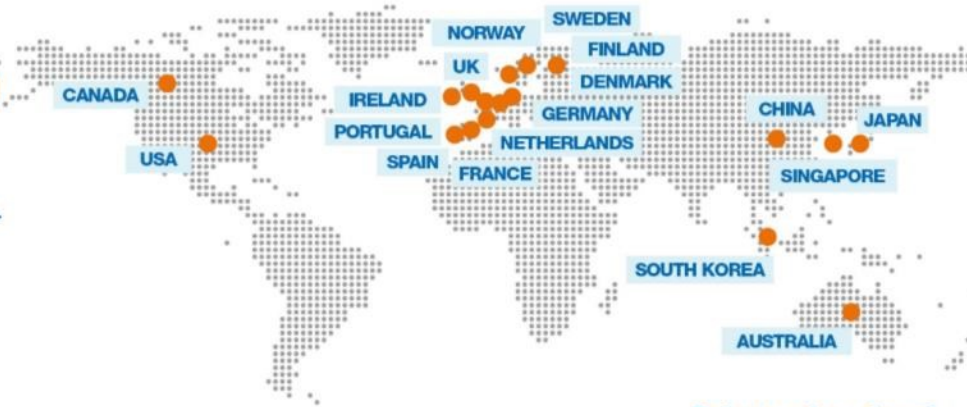 SWEDEN
NORWAY
FINLAND
UK
DENMARK
CANADA
IRELAND
GERMANY
CHINA
JAPAN
PORTUGAL
NETHERLANDS
USA
SPAIN
FRANCE
SINGAPORE
SOUTH KOREA
AUSTRALIA